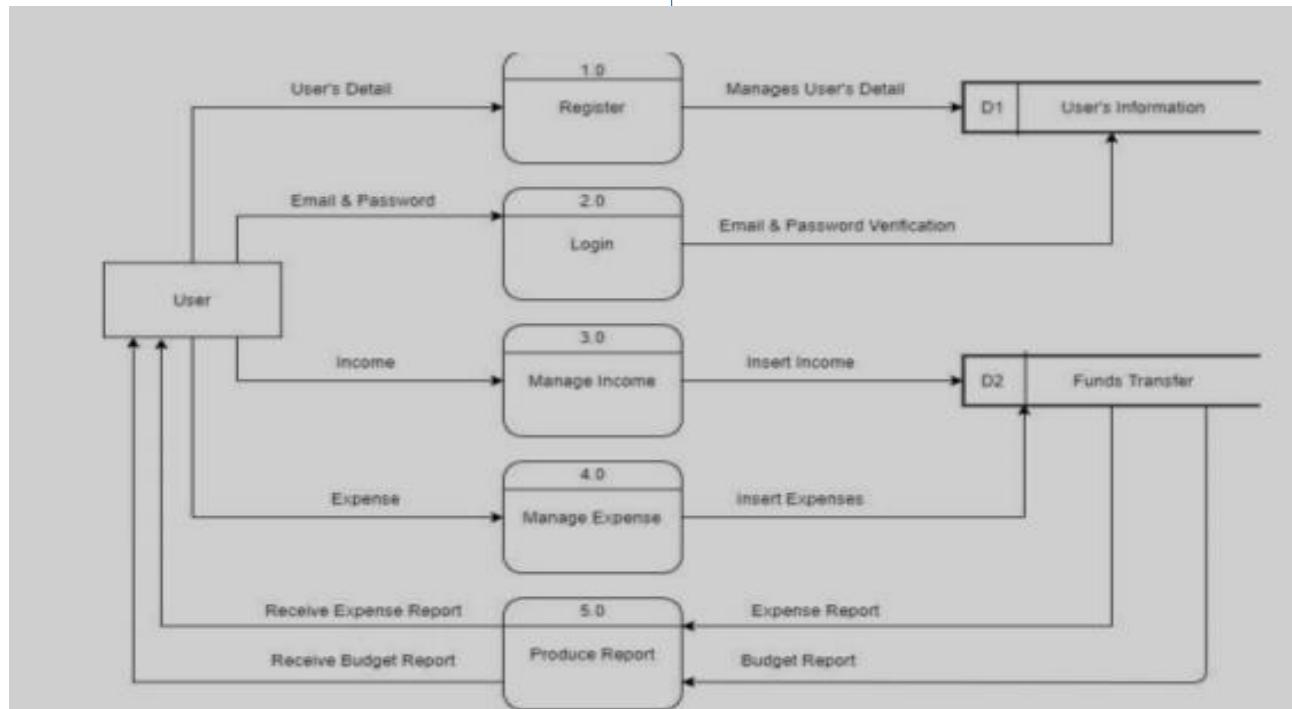 1.0
User's Detail
Manages User's Detail
Register
D1
User's Information
2.0
Email & Password
Login
Email & Password Verification
User
3.0
Income
Insert Income
Manage Income
D2
Funds Transfer
4.0
Expense
Insert Expenses
Manage Expense
5.0
Receive Expense Report
Expense Report
Produce Report
Receive Budget Report
Budget Report